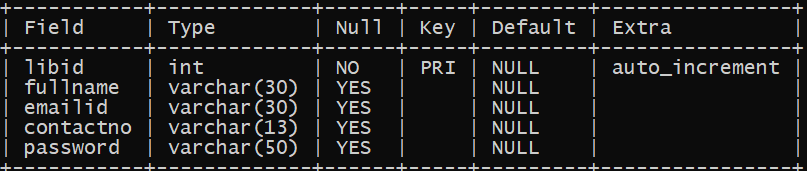 +-----------+-------------+------+-----+---------+----------------+
| Field     | Type        | Null | Key | Default | Extra          |
+-----------+-------------+------+-----+---------+----------------+
| libid     | int         | NO   | PRI | NULL    | auto_increment |
| fullname  | varchar(30) | YES  |     | NULL    |                |
| emailid   | varchar(30) | YES  |     | NULL    |                |
| contactno | varchar(13) | YES  |     | NULL    |                |
| password  | varchar(50) | YES  |     | NULL    |                |
+-----------+-------------+------+-----+---------+----------------+